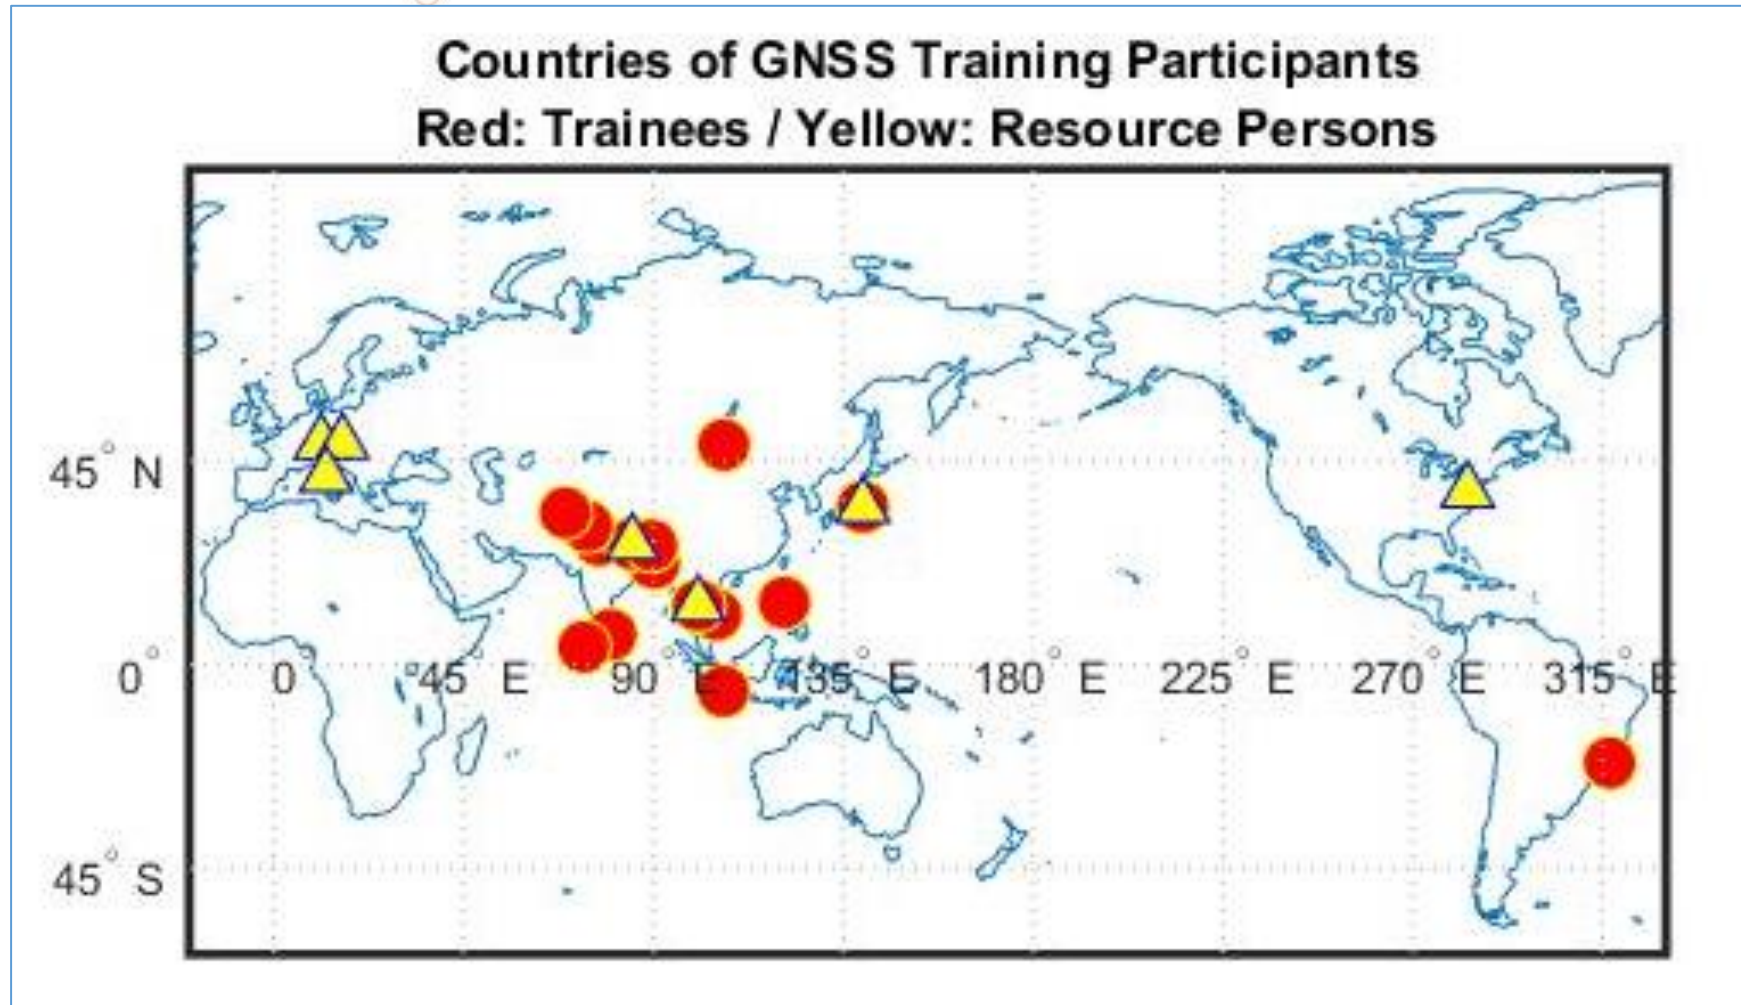 Countries of GNSS Training Participants
Red: Trainees / Yellow: Resource Persons
45° N
0° 0° 45° E 90° E 135° E 180° E 225° E 270° E 315° E
45° S